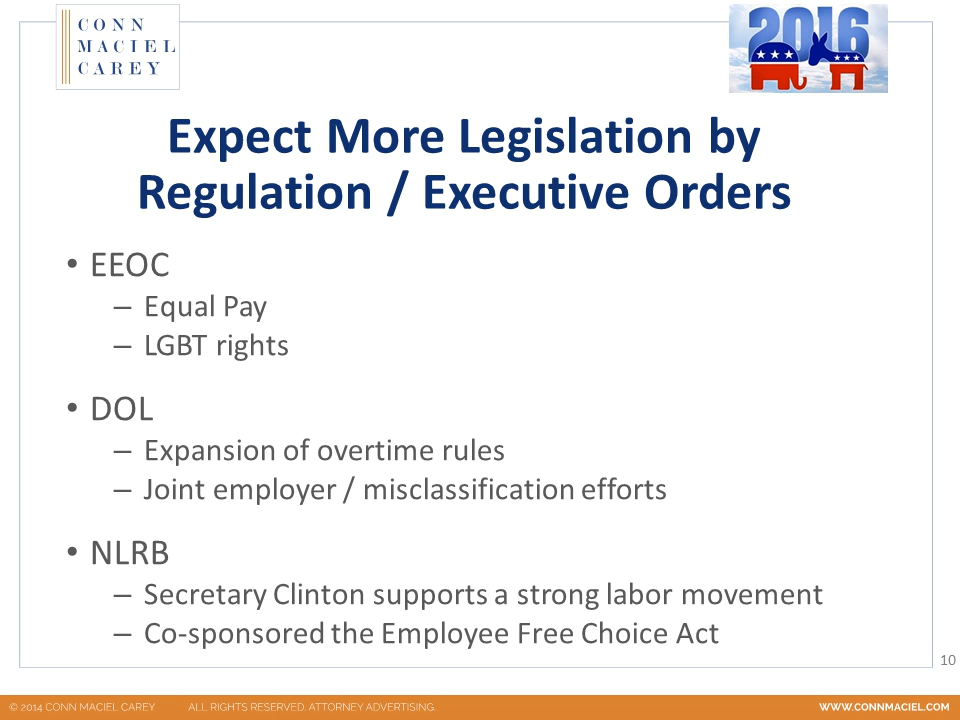 CONN
MACIEL
CAREY
2016
Expect More Legislation by
Regulation / Executive Orders
• EEOC
– Equal Pay
– LGBT rights
• DOL
– Expansion of overtime rules
– Joint employer / misclassification efforts
• NLRB
– Secretary Clinton supports a strong labor movement
– Co-sponsored the Employee Free Choice Act
10
© 2014 CONN MACIEL CAREY ALL RIGHTS RESERVED. ATTORNEY ADVERTISING. WWW.CONNMACIEL.COM